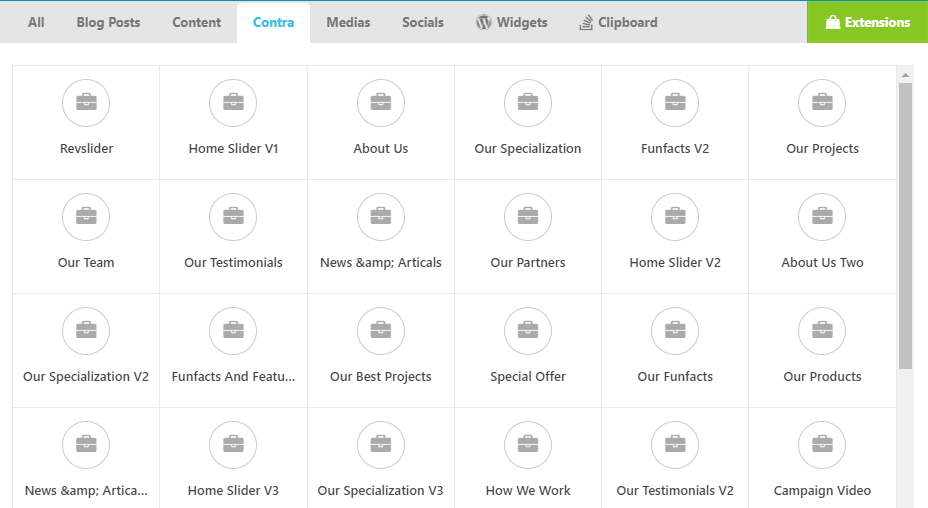 All Blog Posts Content Contra Medias Socials Widgets Clipboard Extensions
Revslider Home Slider V1 About Us Our Specialization Funfacts V2 Our Projects
Our Team Our Testimonials News &amp; Articals Our Partners Home Slider V2 About Us Two
Our Specialization V2 Funfacts And Featu... Our Best Projects Special Offer Our Funfacts Our Products
News &amp; Artica... Home Slider V3 Our Specialization V3 How We Work Our Testimonials V2 Campaign Video